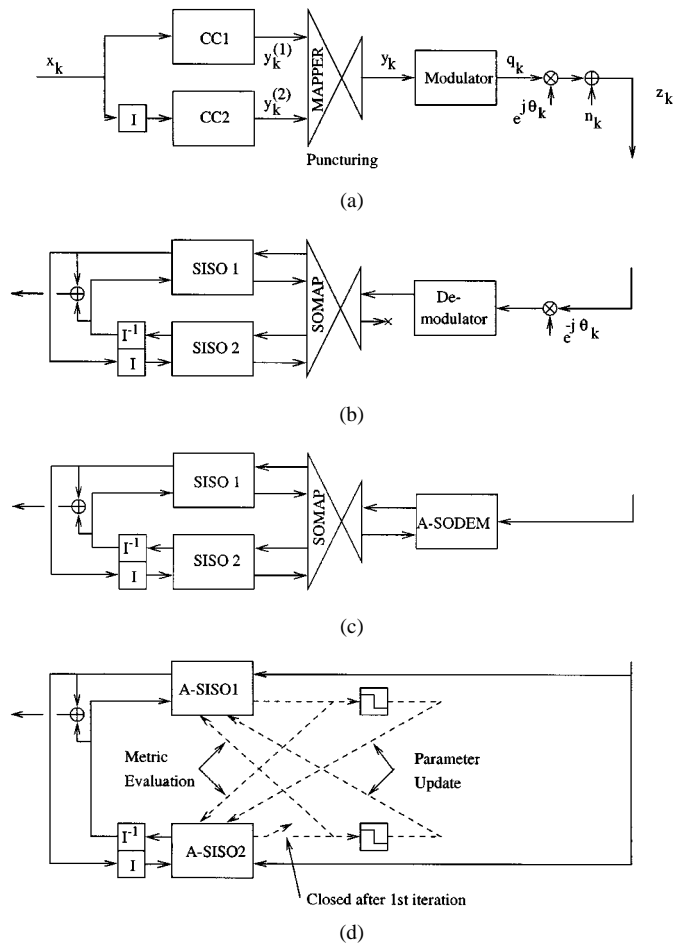 x_k
CC1
y_k^(1)
I
CC2
y_k^(2)
MAPPER
Puncturing
y_k
Modulator
q_k
e^jθ_k
n_k
z_k
(a)
SISO 1
I^-1
I
SISO 2
SOMAP
De-
modulator
e^-jθ_k
(b)
SISO 1
I^-1
I
SISO 2
SOMAP
A-SODEM
(c)
A-SISO1
Metric
Evaluation
Parameter
Update
I^-1
I
A-SISO2
Closed after 1st iteration
(d)